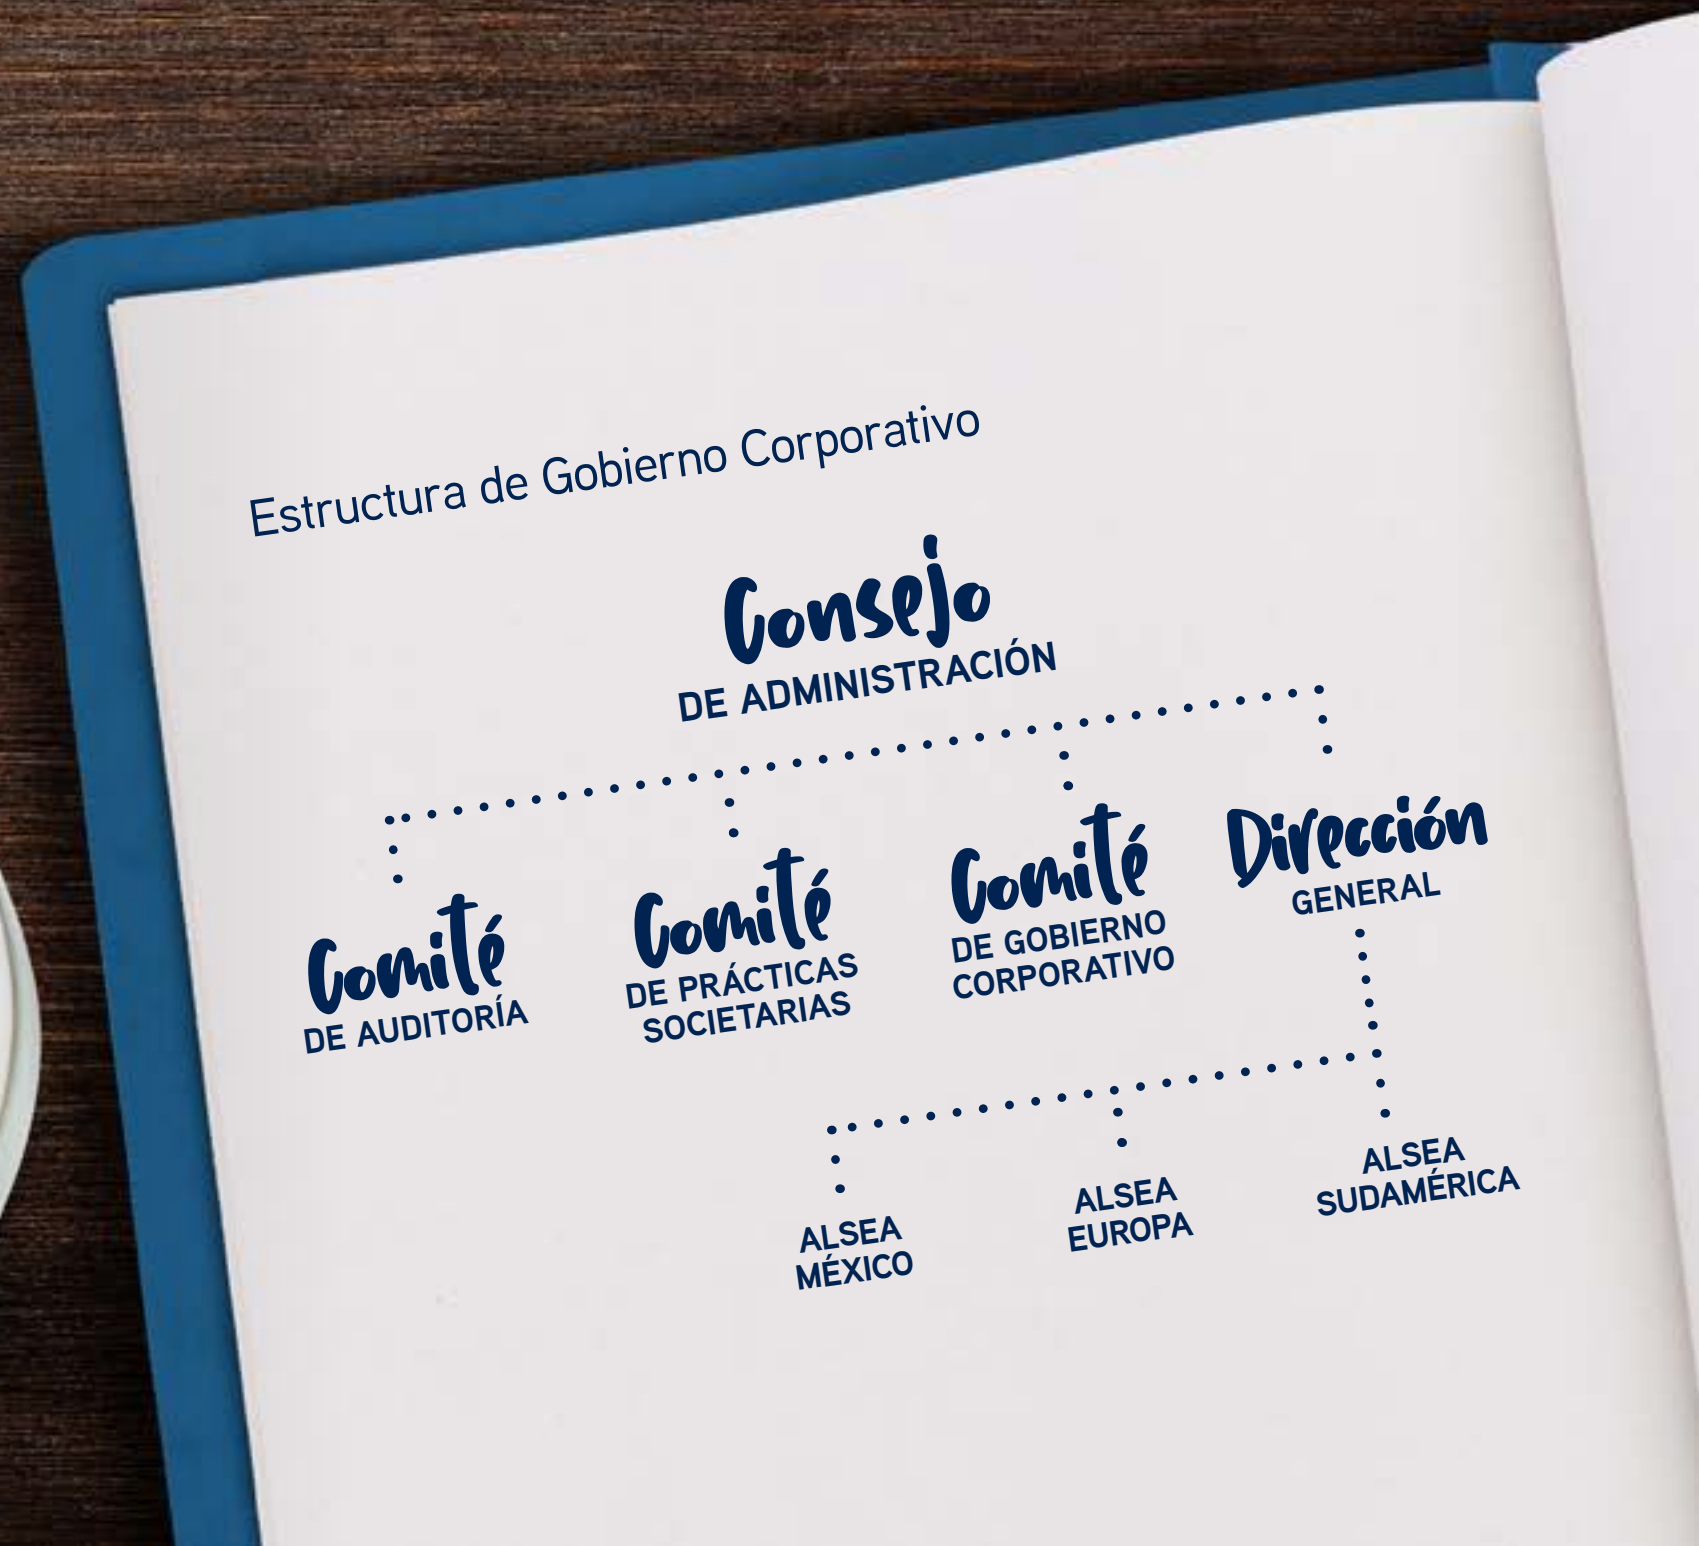 Estructura de Gobierno Corporativo
Consejo
DE ADMINISTRACIÓN
Comité
DE AUDITORÍA
Comité
DE PRÁCTICAS
SOCIETARIAS
Comité
DE GOBIERNO
CORPORATIVO
Dirección
GENERAL
ALSEA
MÉXICO
ALSEA
EUROPA
ALSEA
SUDAMÉRICA